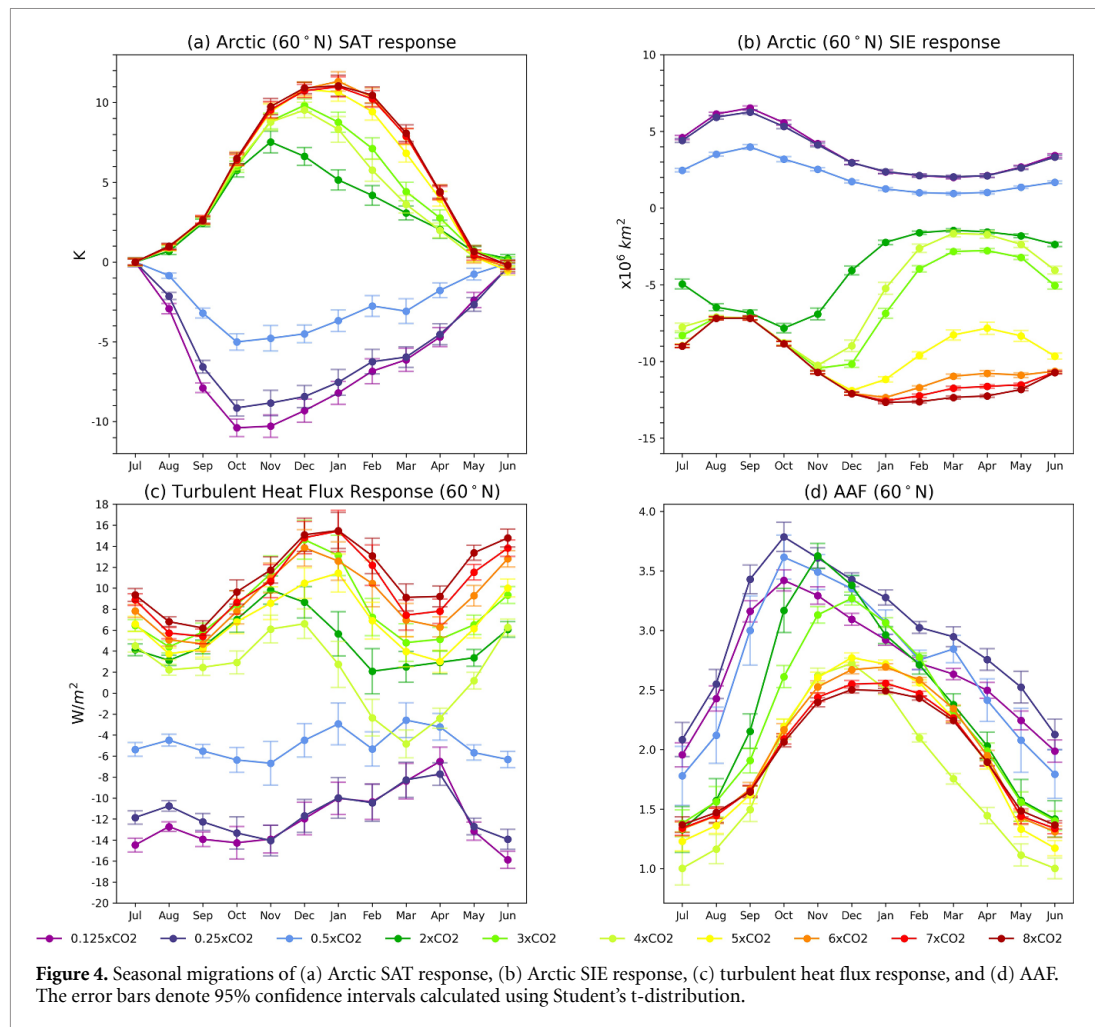 (a) Arctic (60°N) SAT response
10
5
0
-5
-10
K
Jul Aug Sep Oct Nov Dec Jan Feb Mar Apr May Jun
(b) Arctic (60°N) SIE response
10
5
0
-5
-10
-15
x10⁶ km²
Jul Aug Sep Oct Nov Dec Jan Feb Mar Apr May Jun
(c) Turbulent Heat Flux Response (60°N)
18
16
14
12
10
8
6
4
2
0
-2
-4
-6
-8
-10
-12
-14
-16
-18
-20
W/m²
Jul Aug Sep Oct Nov Dec Jan Feb Mar Apr May Jun
(d) AAF (60°N)
4.0
3.5
3.0
2.5
2.0
1.5
1.0
Jul Aug Sep Oct Nov Dec Jan Feb Mar Apr May Jun
0.125xCO2 0.25xCO2 0.5xCO2 2xCO2 3xCO2 4xCO2 5xCO2 6xCO2 7xCO2 8xCO2
Figure 4. Seasonal migrations of (a) Arctic SAT response, (b) Arctic SIE response, (c) turbulent heat flux response, and (d) AAF.
The error bars denote 95% confidence intervals calculated using Student's t-distribution.